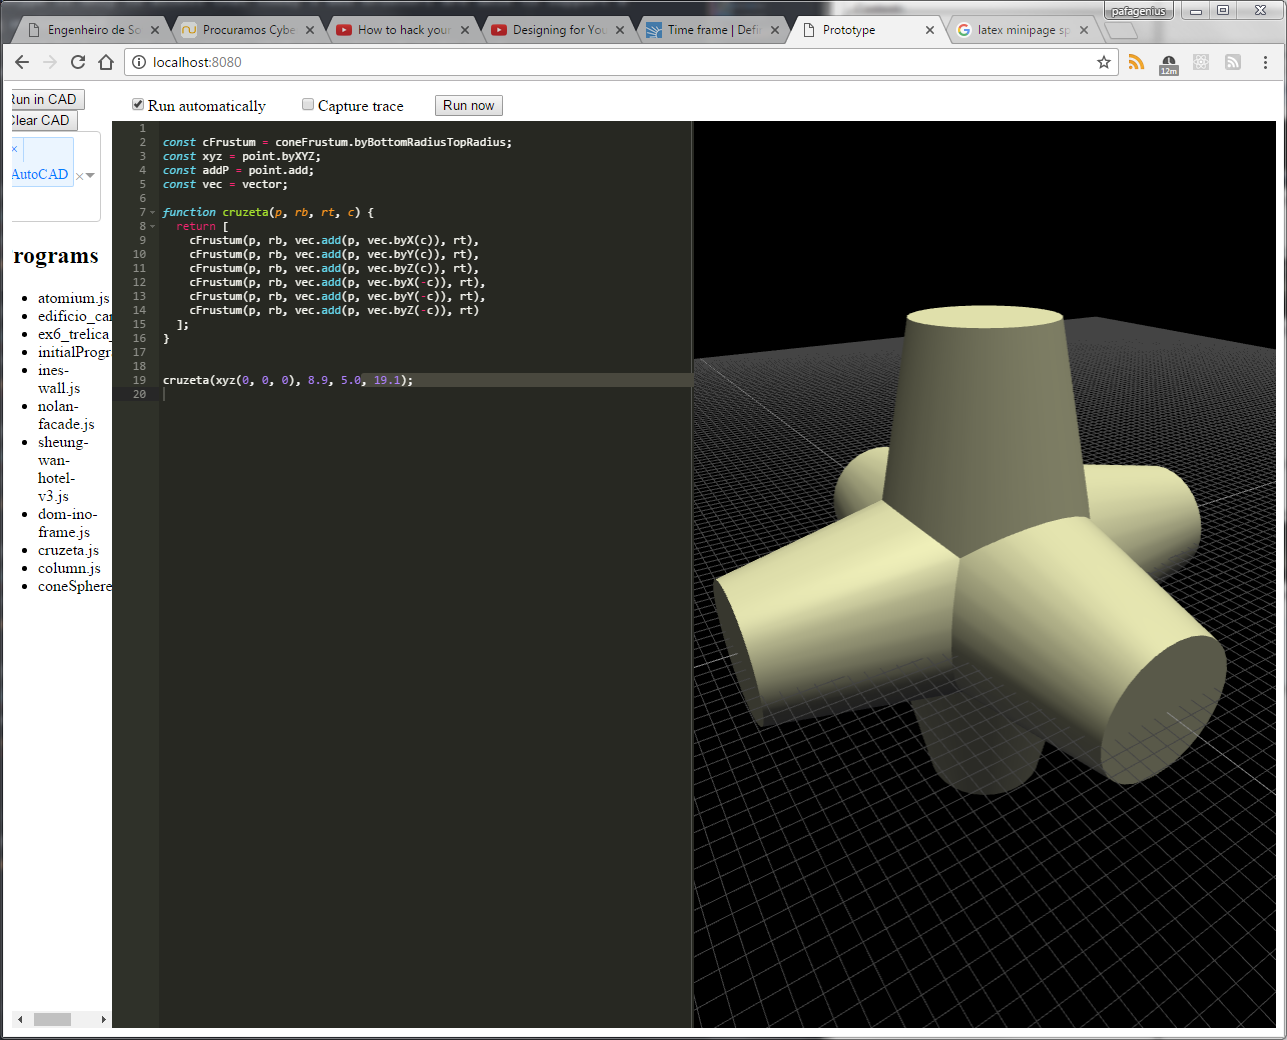 pafagenius
Engenheiro de So
Procuramos Cybe
How to hack your
Designing for You
Time frame | Defi
Prototype
latex minipage sp
localhost:8080
12m
Run in CAD
Clear CAD
AutoCAD
Run automatically
Capture trace
Run now
rograms
atomium.js
edificio_car
ex6_trelica_
initialProgra
ines-
wall.js
nolan-
facade.js
sheung-
wan-
hotel-
v3.js
dom-ino-
frame.js
cruzeta.js
column.js
coneSphere
1
2 const cFrustum = coneFrustum.byBottomRadiusTopRadius;
3 const xyz = point.byXYZ;
4 const addP = point.add;
5 const vec = vector;
6
7 function cruzeta(p, rb, rt, c) {
8 return [
9 cFrustum(p, rb, vec.add(p, vec.byX(c)), rt),
10 cFrustum(p, rb, vec.add(p, vec.byY(c)), rt),
11 cFrustum(p, rb, vec.add(p, vec.byZ(c)), rt),
12 cFrustum(p, rb, vec.add(p, vec.byX(-c)), rt),
13 cFrustum(p, rb, vec.add(p, vec.byY(-c)), rt),
14 cFrustum(p, rb, vec.add(p, vec.byZ(-c)), rt)
15 ];
16 }
17
18
19 cruzeta(xyz(0, 0, 0), 8.9, 5.0, 19.1);
20